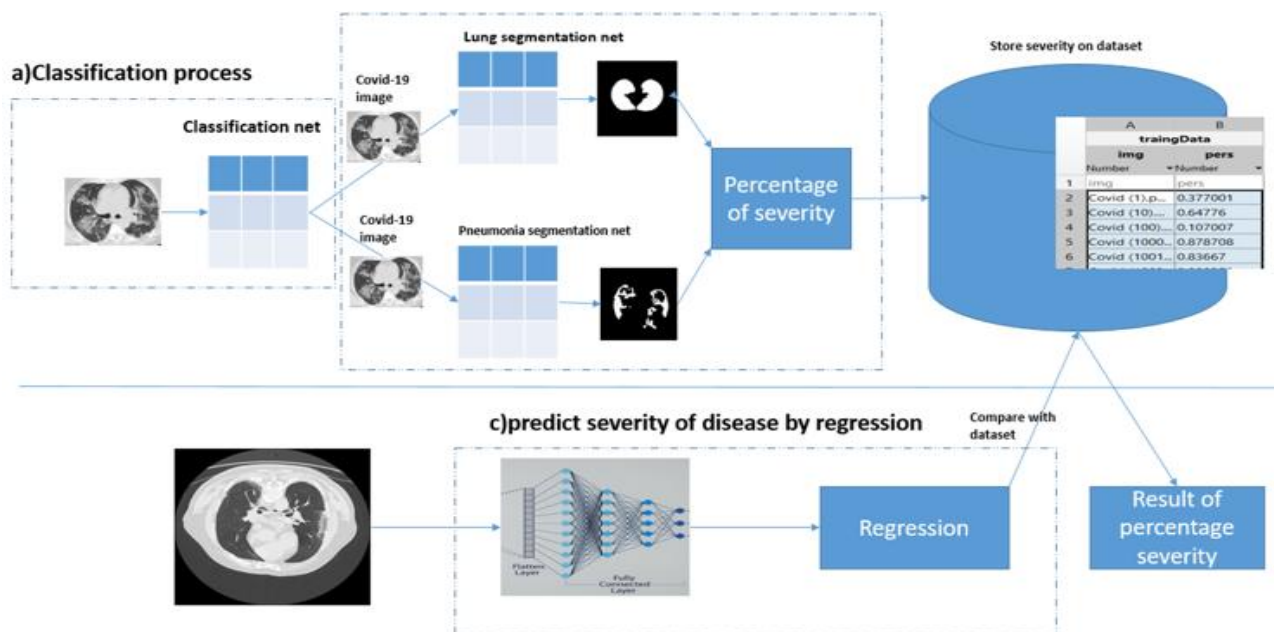 a)Classification process
Classification net
Covid-19
image
Lung segmentation net
Covid-19
image
Pneumonia segmentation net
Percentage
of severity
Store severity on dataset
A B
traingData
img pers
Number Number
1 img pers
2 Covid (1).p... 0.377001
3 Covid (10).... 0.64776
4 Covid (100).... 0.107007
5 Covid (1000... 0.878708
6 Covid (1001... 0.83667
c)predict severity of disease by regression
Compare with
dataset
Flatten
Layer
Fully
Connected
Layer
Regression
Result of
percentage
severity